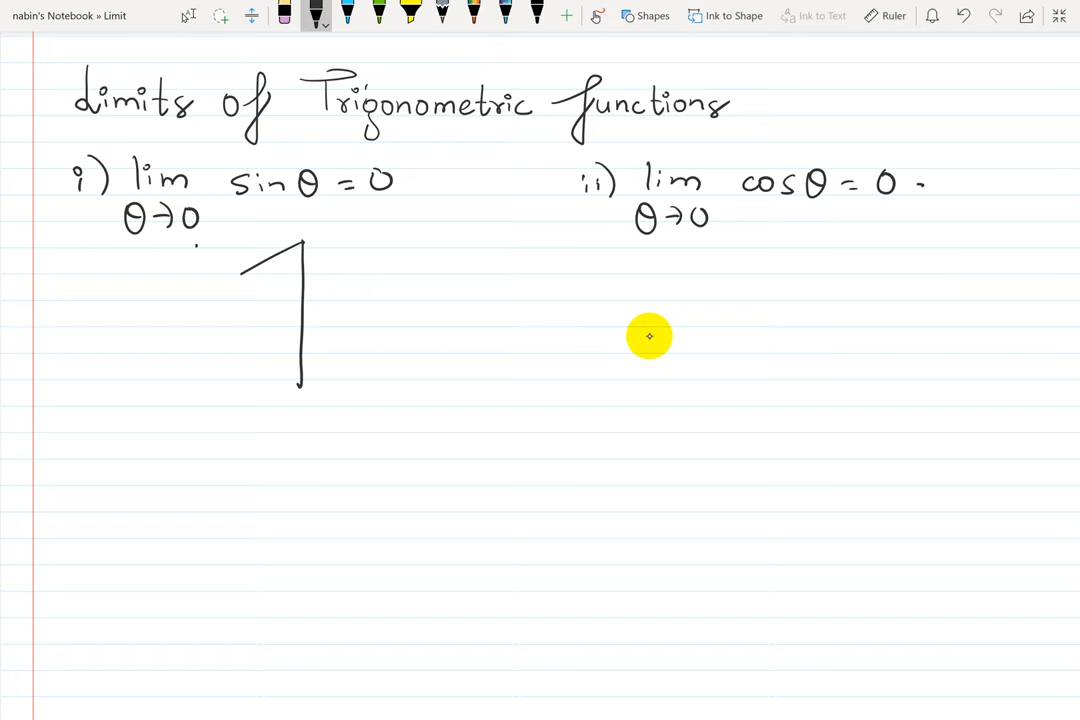 nabin's Notebook » Limit
Shapes
Ink to Shape
Ink to Text
Ruler
Limits of Trigonometric functions
i) lim sinθ = 0
θ→0
ii) lim cosθ = 0 .
θ→0